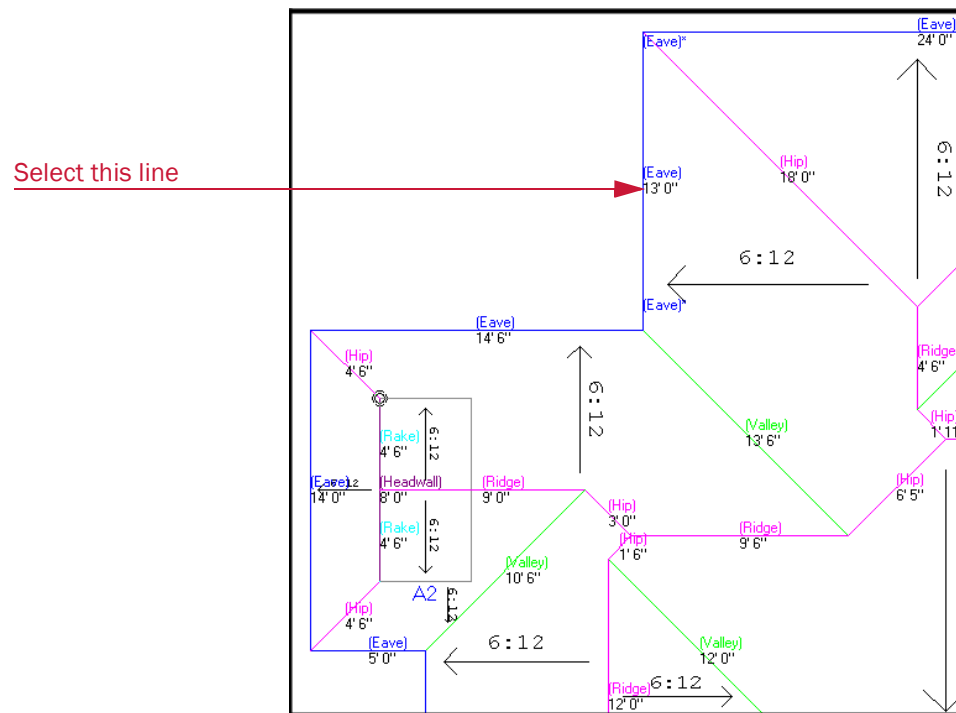 (Eave)
24' 0"
(Eave)*
6:12
(Hip)
18' 0"
Select this line
(Eave)
13' 0"
6:12
(Eave)*
(Eave)
14' 6"
(Hip)
4' 6"
(Ridge
4' 6"
6:12
(Hip)
1' 11
(Rake)
4' 6"
6:12
(Valley)
13' 6"
(Eave)
14' 0"
6:12
(Headwall)
8' 0"
(Ridge)
9' 0"
(Hip)
6' 5"
(Hip)
3' 0"
(Rake)
4' 6"
6:12
(Ridge)
9' 6"
(Hip)
1' 6"
(Valley)
10' 6"
A2
6:12
(Hip)
4' 6"
(Eave)
5' 0"
6:12
(Valley)
12' 0"
(Ridge)
12' 0"
6:12